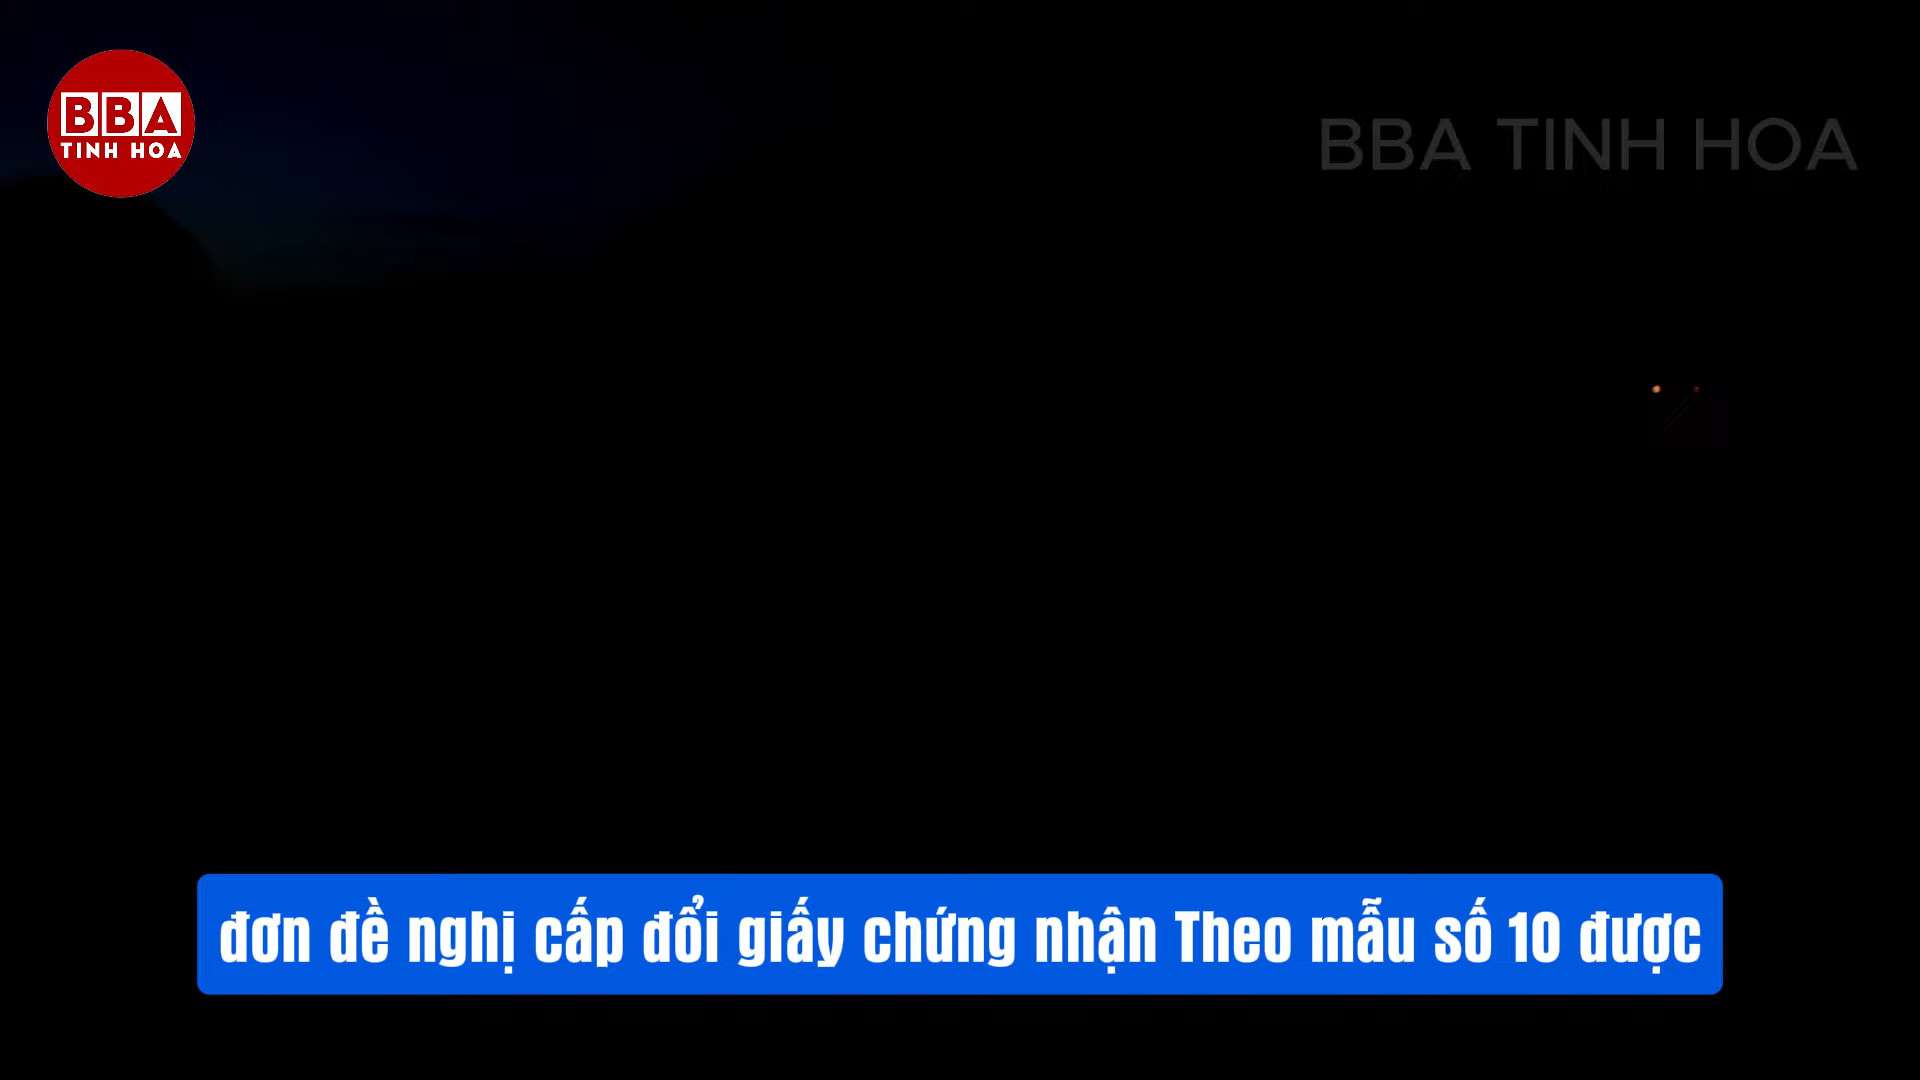 BBA
TINH HOA
BBA TINH HOA
đơn đề nghị cấp đổi giấy chứng nhận Theo mẫu số 10 được